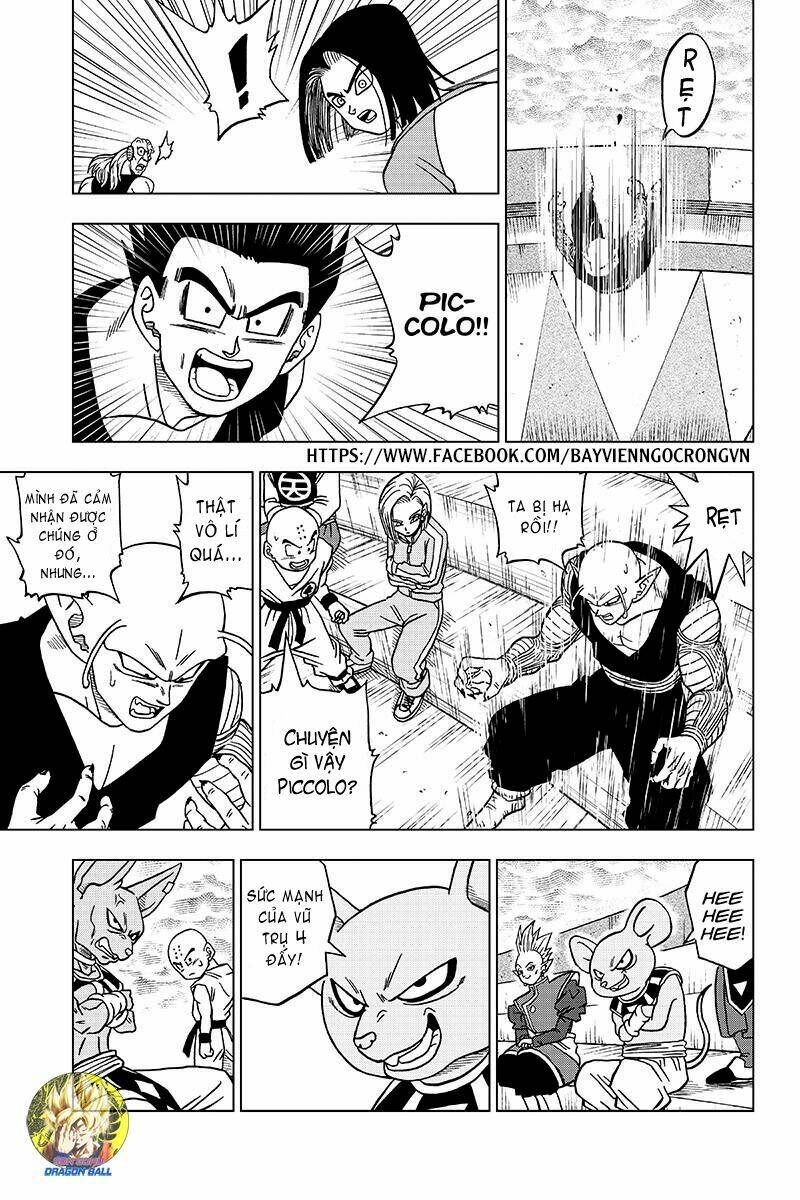 RẸT
!
PIC-
COLO!!
HTTPS://WWW.FACEBOOK.COM/BAYVIENNGOCRONGVN
RẸT
TA BỊ HẠ
RỒI!!
CHUYỆN
GÌ VẬY
PICCOLO?
THẬT
VÔ LÍ
QUÁ...
MÌNH ĐÃ CẢM
NHẬN ĐƯỢC
CHÚNG Ở
ĐÓ,
NHƯNG...
HEE
HEE
HEE!
SỨC MẠNH
CỦA VŨ
TRỤ 4
ĐẤY!
DRAGON BALL